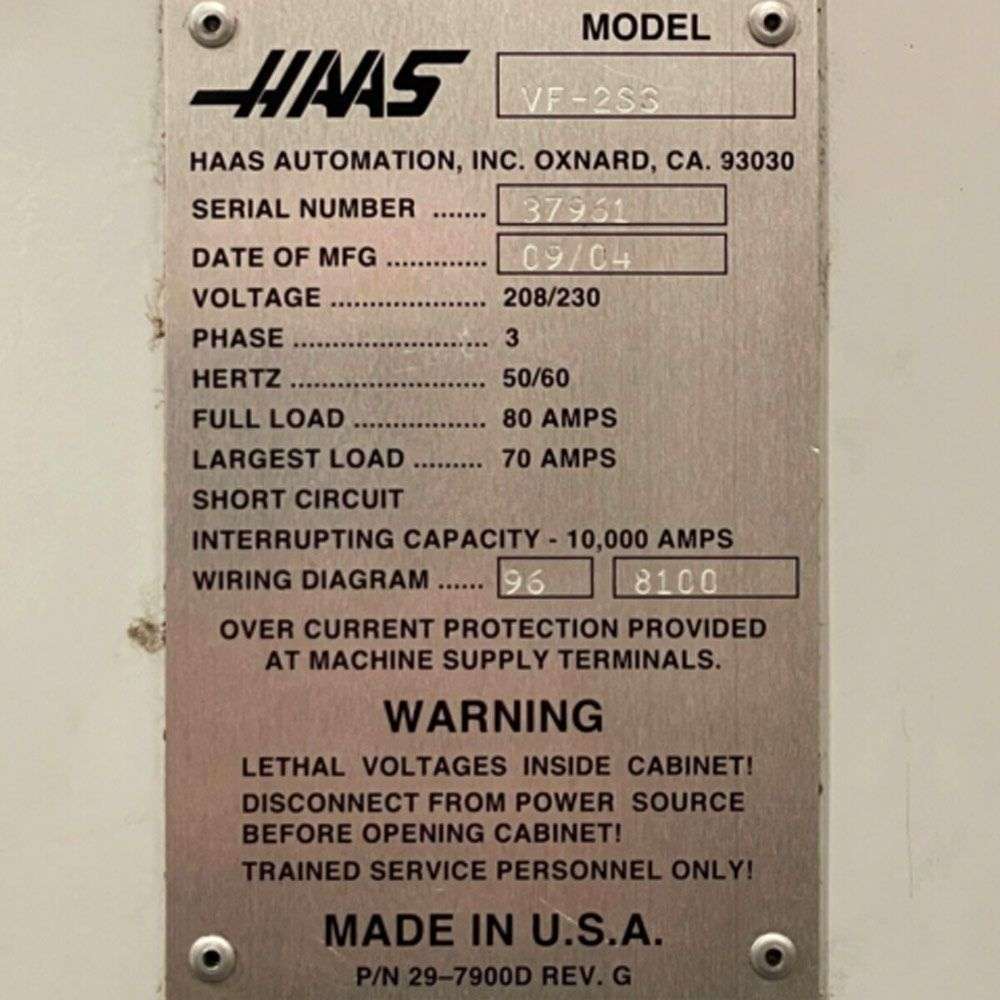 MODEL
HAAS VF-2SS
HAAS AUTOMATION, INC. OXNARD, CA. 93030
SERIAL NUMBER ....... 37961
DATE OF MFG ............. 09/04
VOLTAGE .................... 208/230
PHASE ......................... 3
HERTZ ......................... 50/60
FULL LOAD ................. 80 AMPS
LARGEST LOAD ......... 70 AMPS
SHORT CIRCUIT
INTERRUPTING CAPACITY - 10,000 AMPS
WIRING DIAGRAM ...... 96 8100
OVER CURRENT PROTECTION PROVIDED
AT MACHINE SUPPLY TERMINALS.
WARNING
LETHAL VOLTAGES INSIDE CABINET!
DISCONNECT FROM POWER SOURCE
BEFORE OPENING CABINET!
TRAINED SERVICE PERSONNEL ONLY!
MADE IN U.S.A.
P/N 29-7900D REV. G